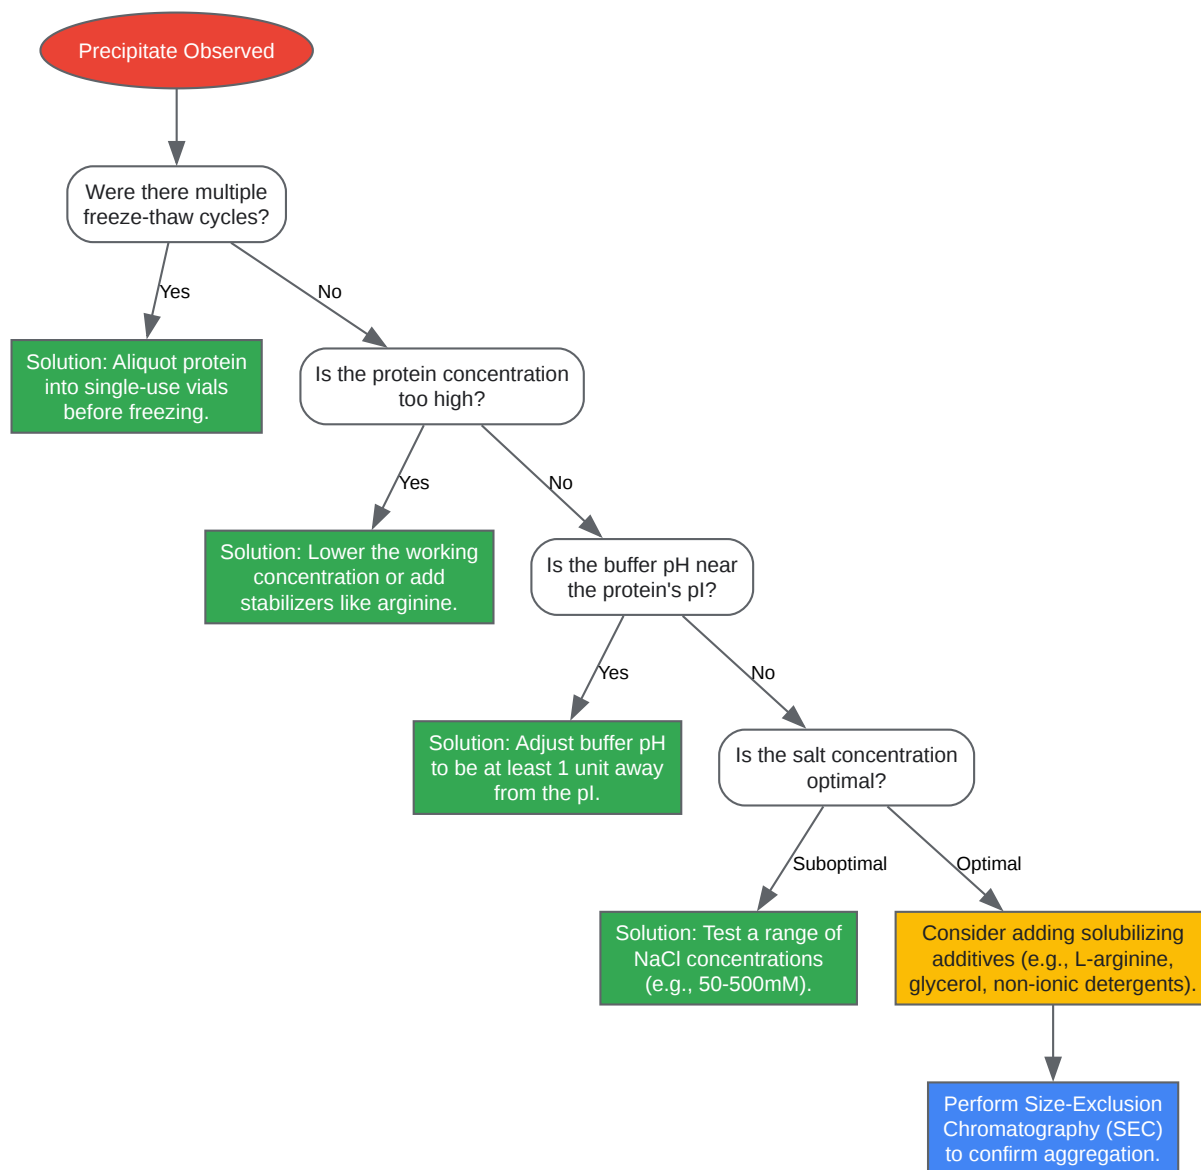 Precipitate Observed
Were there multiple
freeze-thaw cycles?
Yes
No
Solution: Aliquot protein
into single-use vials
before freezing.
Is the protein concentration
too high?
Yes
No
Solution: Lower the working
concentration or add
stabilizers like arginine.
Is the buffer pH near
the protein's pI?
Yes
No
Solution: Adjust buffer pH
to be at least 1 unit away
from the pI.
Is the salt concentration
optimal?
Suboptimal
Optimal
Solution: Test a range of
NaCl concentrations
(e.g., 50-500mM).
Consider adding solubilizing
additives (e.g., L-arginine,
glycerol, non-ionic detergents).
Perform Size-Exclusion
Chromatography (SEC)
to confirm aggregation.